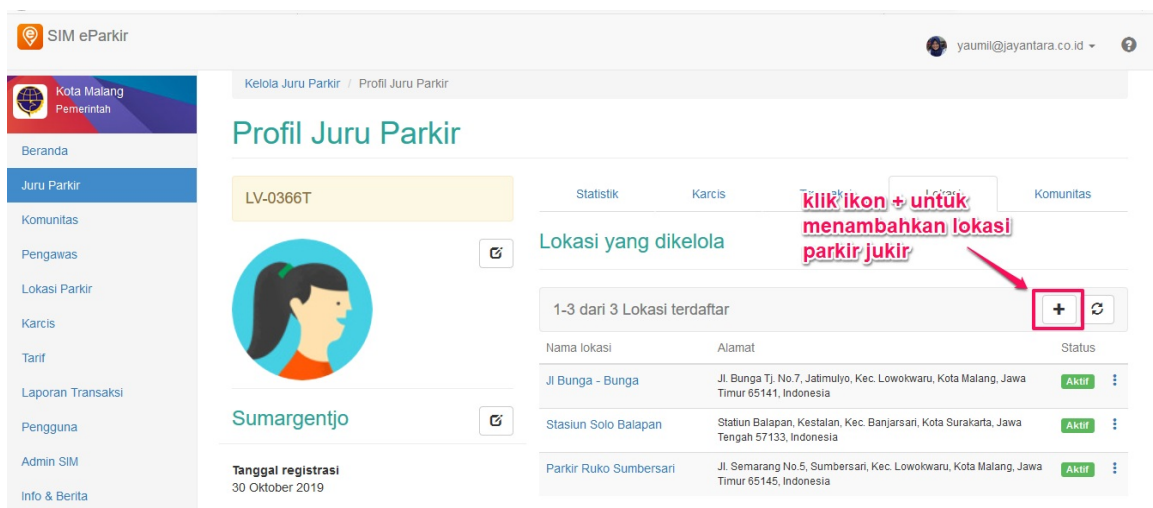 SIM eParkir
yaumil@jayantara.co.id
Kota Malang
Pemerintah
Beranda
Juru Parkir
Komunitas
Pengawas
Lokasi Parkir
Karcis
Tarif
Laporan Transaksi
Pengguna
Admin SIM
Info & Berita
Kelola Juru Parkir / Profil Juru Parkir
Profil Juru Parkir
LV-0366T
Sumargentjo
Tanggal registrasi
30 Oktober 2019
Statistik Karcis Komunitas
klik ikon + untuk
menambahkan lokasi
parkir jukir
Lokasi yang dikelola
1-3 dari 3 Lokasi terdaftar +
Nama lokasi Alamat Status
Jl Bunga - Bunga
Jl. Bunga Tj. No.7, Jatimulyo, Kec. Lowokwaru, Kota Malang, Jawa
Timur 65141, Indonesia
Aktif
Stasiun Solo Balapan
Statiun Balapan, Kestalan, Kec. Banjarsari, Kota Surakarta, Jawa
Tengah 57133, Indonesia
Aktif
Parkir Ruko Sumbersari
Jl. Semarang No.5, Sumbersari, Kec. Lowokwaru, Kota Malang, Jawa
Timur 65145, Indonesia
Aktif